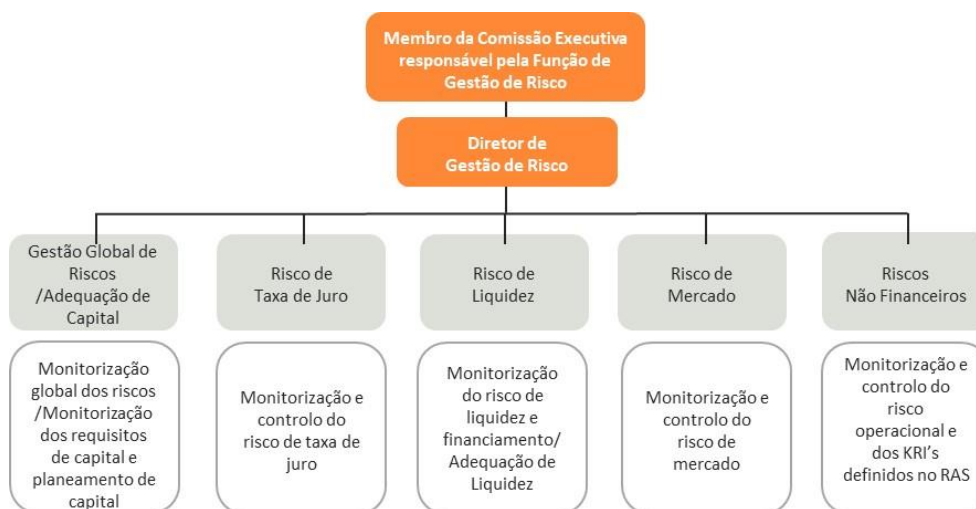 Membro da Comissão Executiva
responsável pela Função de
Gestão de Risco
Diretor de
Gestão de Risco
Gestão Global de
Riscos
/Adequação de
Capital
Risco de
Taxa de Juro
Risco de
Liquidez
Risco de
Mercado
Riscos
Não Financeiros
Monitorização
global dos riscos
/Monitorização
dos requisitos
de capital e
planeamento de
capital
Monitorização e
controlo do
risco de taxa de
juro
Monitorização
do risco de
liquidez e
financiamento/
Adequação de
Liquidez
Monitorização e
controlo do
risco de
mercado
Monitorização e
controlo do
risco
operacional e
dos KRI’s
definidos no RAS